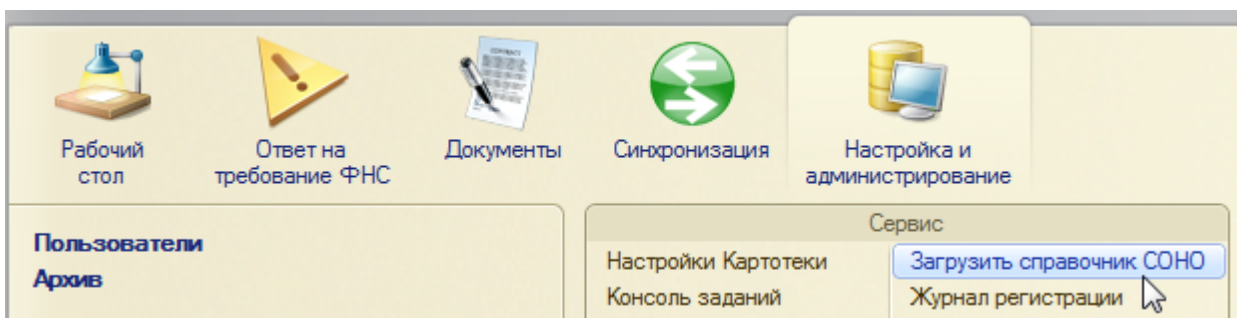 Рабочий
стол
Ответ на
требование ФНС
Документы
Синхронизация
Настройка и
администрирование
Пользователи
Архив
Сервис
Настройки Картотеки
Загрузить справочник СОНО
Консоль заданий
Журнал регистрации